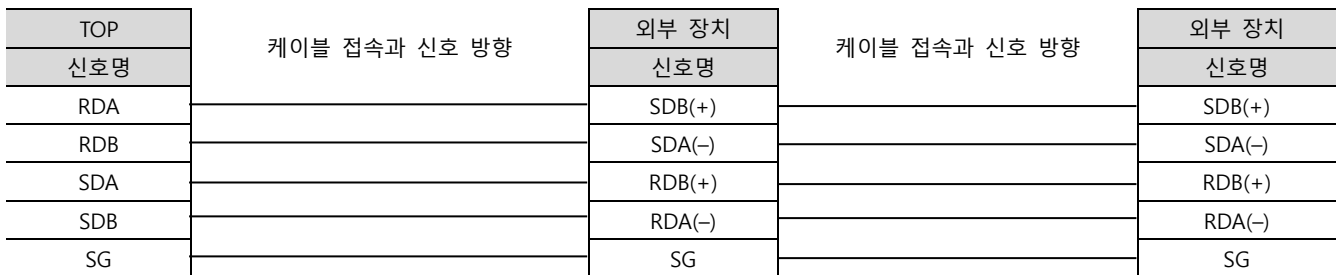 TOP 케이블 접속과 신호 방향 외부 장치 케이블 접속과 신호 방향 외부 장치
신호명 신호명 신호명
RDA SDB(+) SDB(+)
RDB SDA(–) SDA(–)
SDA RDB(+) RDB(+)
SDB RDA(–) RDA(–)
SG SG SG